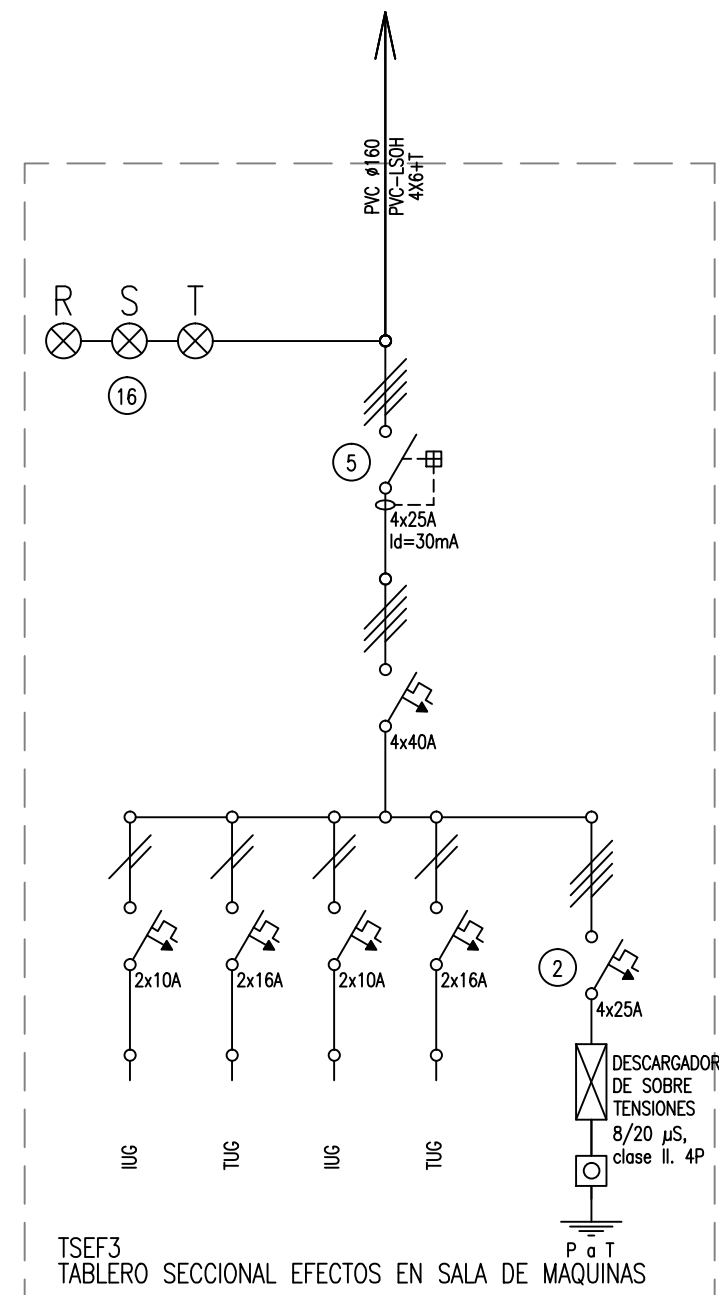 PVC ø160
PVC-LS0H
4X6+T
R S T
16
5
4x25A
Id=30mA
4x40A
2x10A
2x16A
2x10A
2x16A
2
4x25A
DESCARGADOR
DE SOBRE
TENSIONES
8/20 µS,
clase II. 4P
IUG
TUG
IUG
TUG
P a T
TSEF3
TABLERO SECCIONAL EFECTOS EN SALA DE MAQUINAS